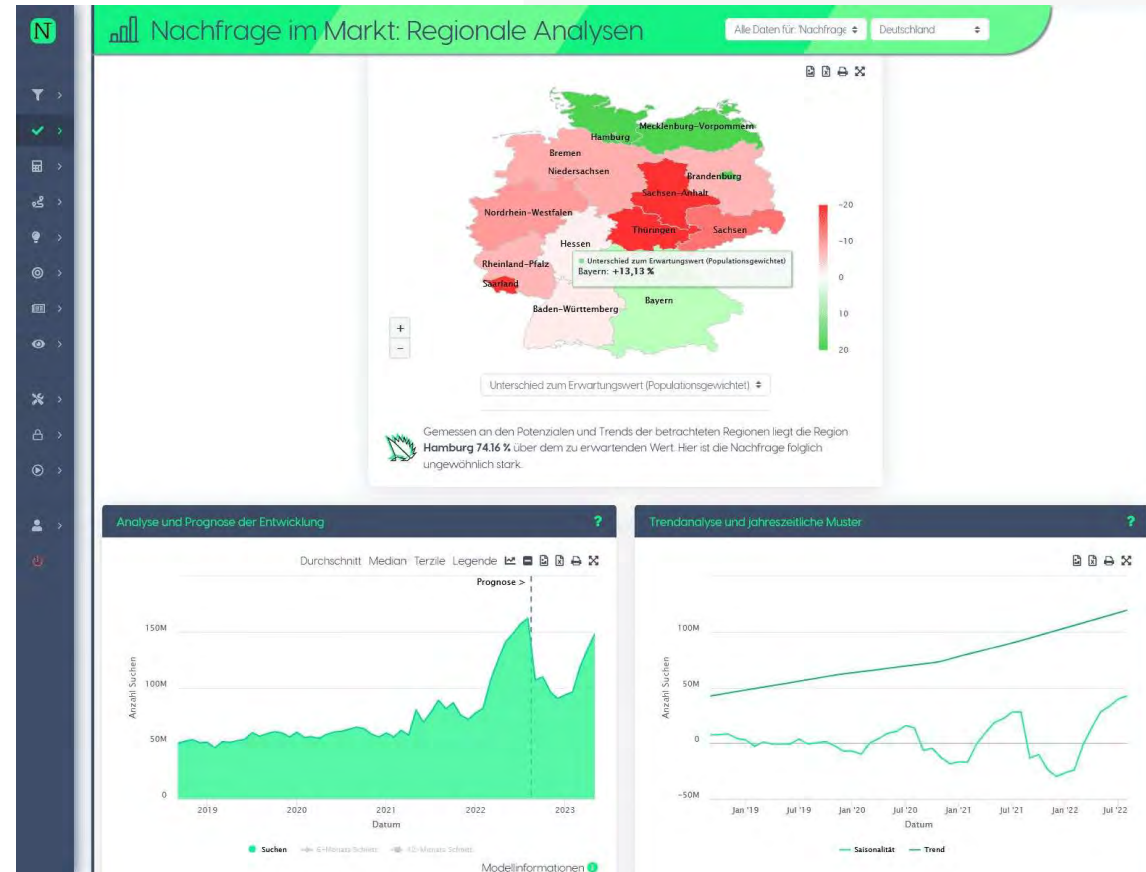 N
Nachfrage im Markt: Regionale Analysen
Alle Daten für: 'Nachfrage
Deutschland
Mecklenburg-Vorpommern
Hamburg
Bremen
Niedersachsen
Brandenburg
Sachsen-Anhalt
Nordrhein-Westfalen
Thüringen
Sachsen
Hessen
Rheinland-Pfalz
Unterschied zum Erwartungswert (Populationsgewichtet)
Bayern: +13,13 %
Saarland
Bayern
Baden-Württemberg
-20
-10
0
10
20
+
−
Unterschied zum Erwartungswert (Populationsgewichtet)
Gemessen an den Potenzialen und Trends der betrachteten Regionen liegt die Region
Hamburg 74.16 % über dem zu erwartenden Wert. Hier ist die Nachfrage folglich
ungewöhnlich stark.
Analyse und Prognose der Entwicklung
?
Durchschnitt Median Terzile Legende
Prognose >
150M
100M
50M
0
Anzahl Suchen
2019 2020 2021 2022 2023
Datum
Suchen 6-Monats-Schnitt 12-Monats-Schnitt
Modellinformationen
Trendanalyse und jahreszeitliche Muster
?
100M
50M
0
-50M
Anzahl Suchen
Jan '19 Jul '19 Jan '20 Jul '20 Jan '21 Jul '21 Jan '22 Jul '22
Datum
Saisonalität Trend